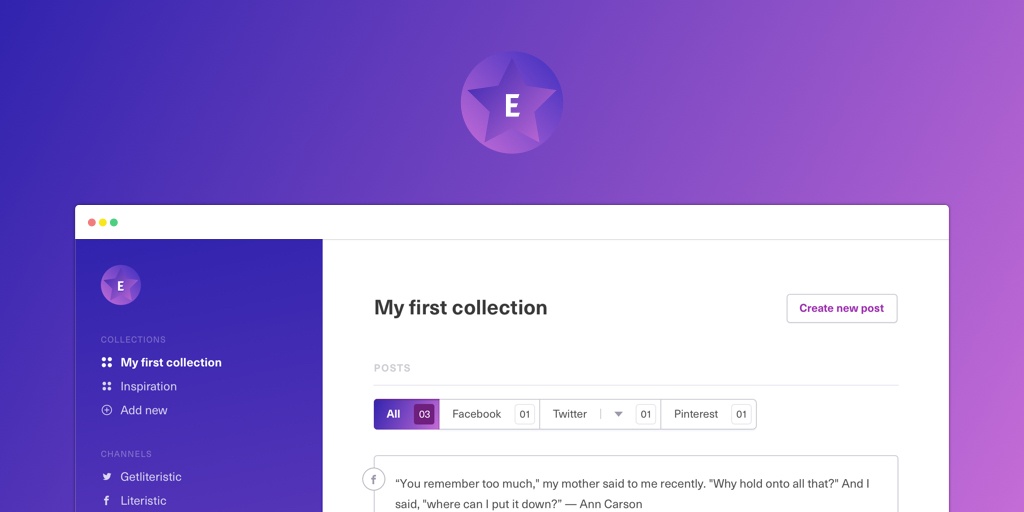 E
E
COLLECTIONS
My first collection
Inspiration
Add new
CHANNELS
Getliteristic
Literistic
My first collection
Create new post
POSTS
All 03 Facebook 01 Twitter 01 Pinterest 01
“You remember too much," my mother said to me recently. "Why hold onto all that?" And I
said, "where can I put it down?” — Ann Carson